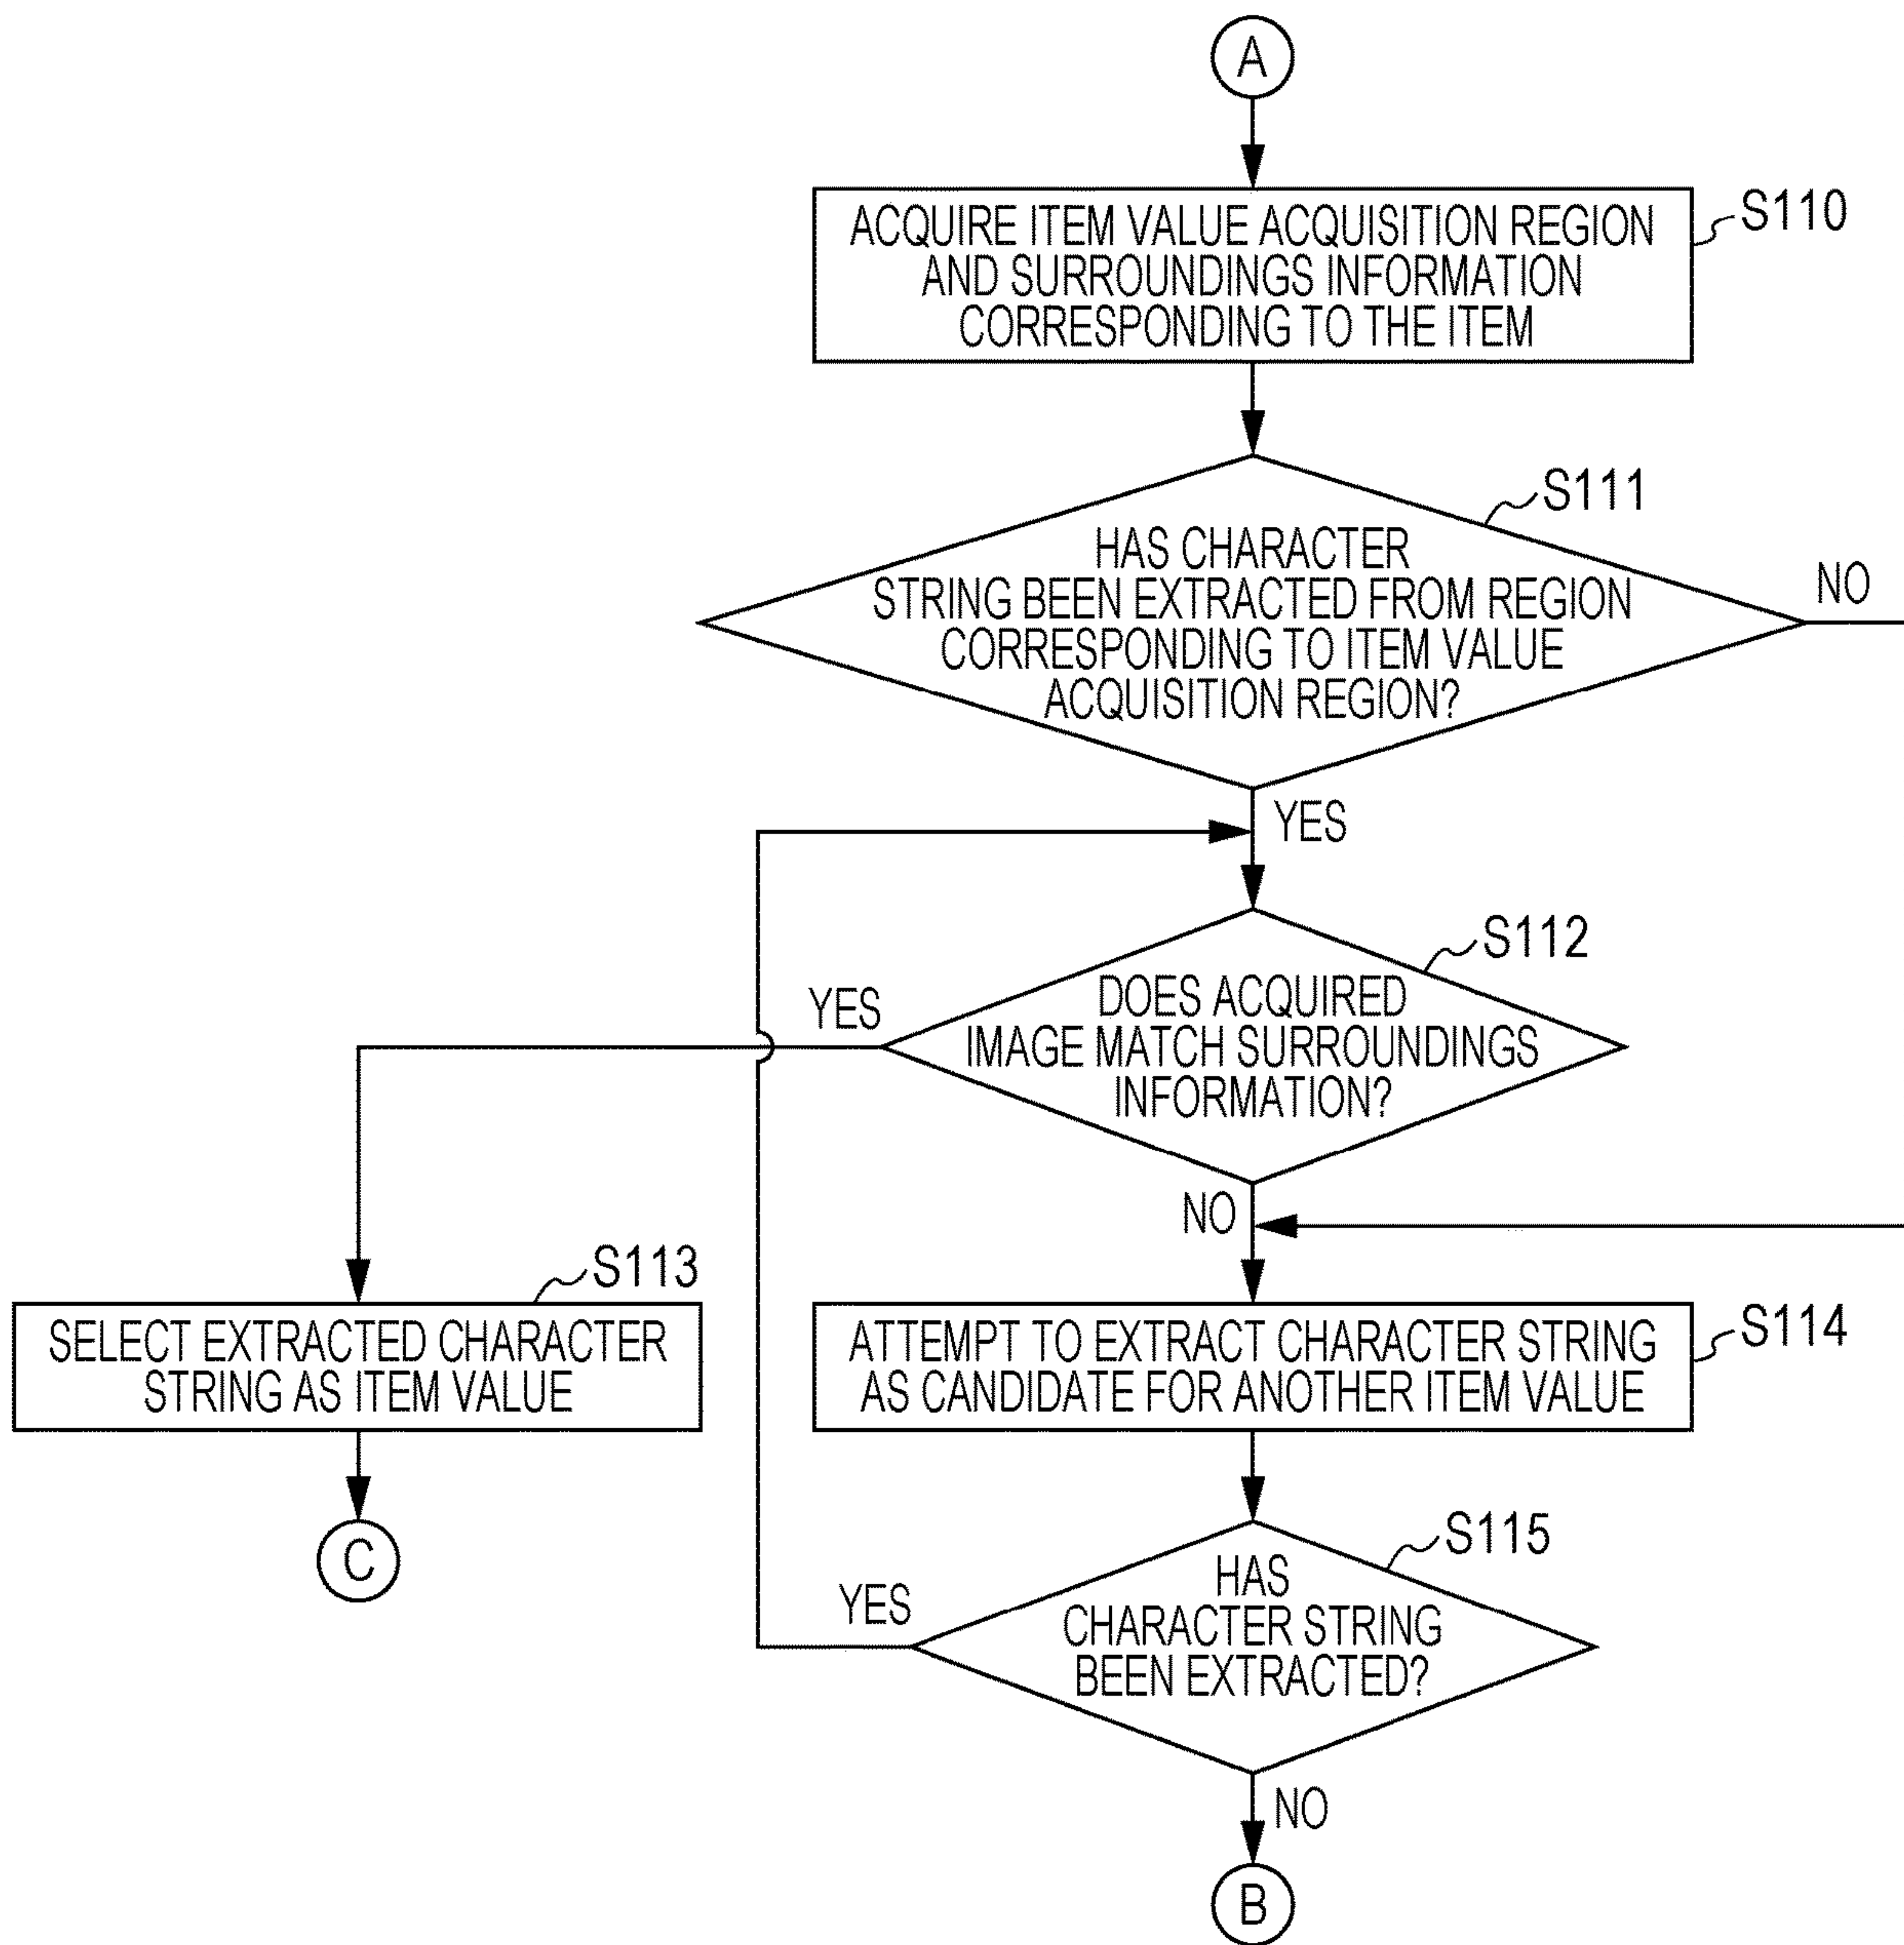 A
ACQUIRE ITEM VALUE ACQUISITION REGION
AND SURROUNDINGS INFORMATION
CORRESPONDING TO THE ITEM
S110
S111
HAS CHARACTER
STRING BEEN EXTRACTED FROM REGION
CORRESPONDING TO ITEM VALUE
ACQUISITION REGION?
NO
YES
S112
DOES ACQUIRED
IMAGE MATCH SURROUNDINGS
INFORMATION?
YES
NO
S113
SELECT EXTRACTED CHARACTER
STRING AS ITEM VALUE
C
S114
ATTEMPT TO EXTRACT CHARACTER STRING
AS CANDIDATE FOR ANOTHER ITEM VALUE
S115
HAS
CHARACTER STRING
BEEN EXTRACTED?
YES
NO
B